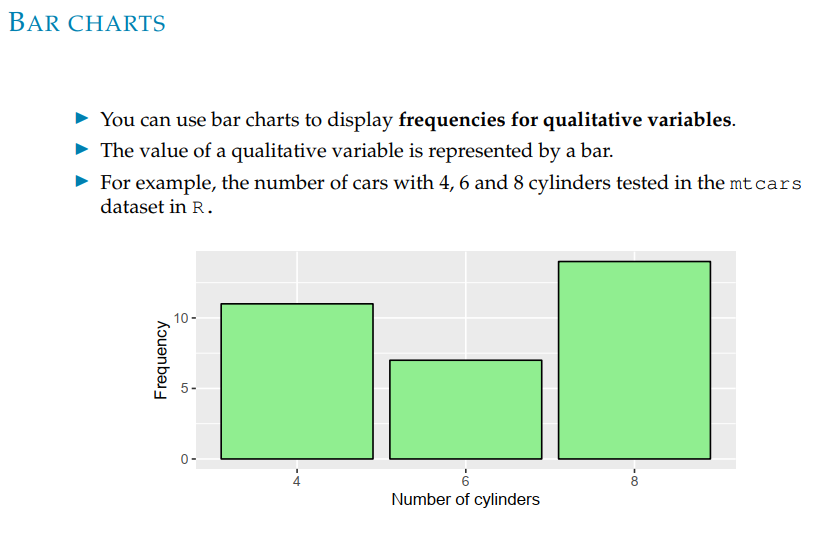 BAR CHARTS
▶ You can use bar charts to display frequencies for qualitative variables.
▶ The value of a qualitative variable is represented by a bar.
▶ For example, the number of cars with 4, 6 and 8 cylinders tested in the mtcars
dataset in R.
10
5
0
Frequency
4 6 8
Number of cylinders